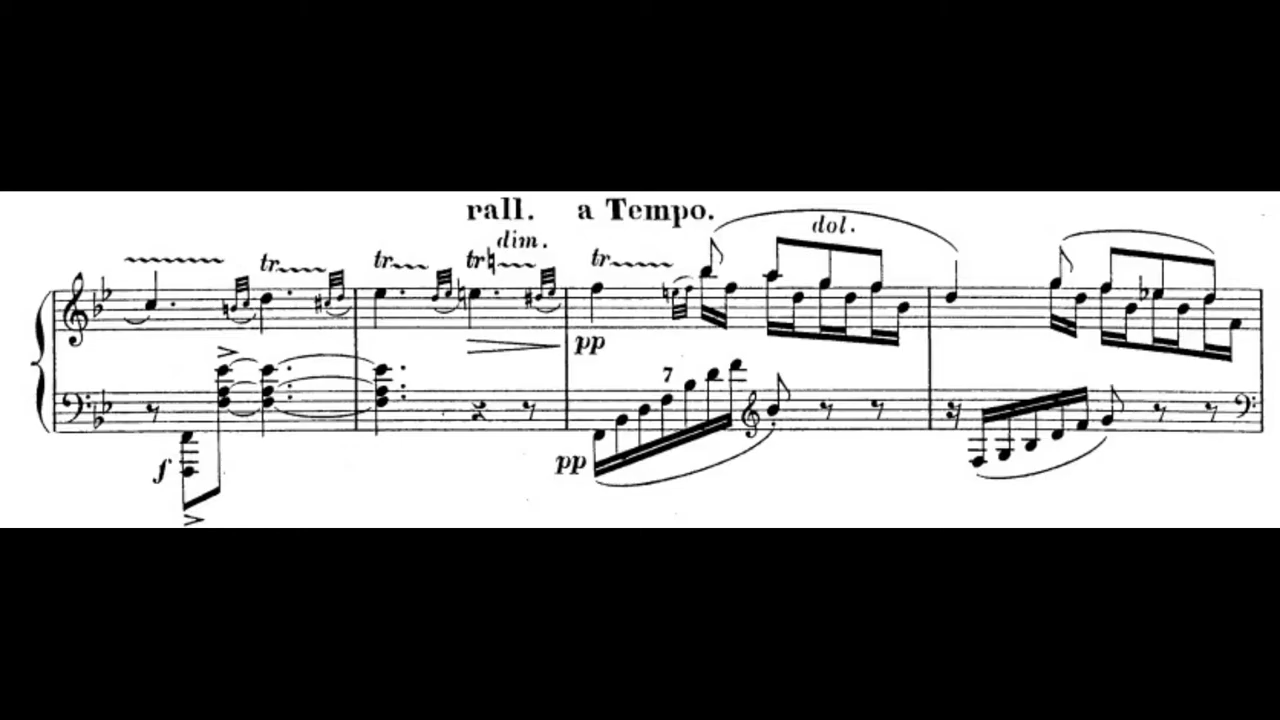 rall. a Tempo.
dim. dol.
tr tr tr tr
pp
7
f pp